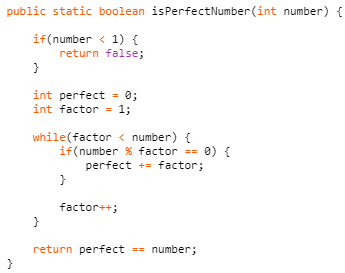 public static boolean isPerfectNumber(int number) {
if(number < 1) {
return false;
}
int perfect = 0;
int factor = 1;
while(factor < number) {
if(number % factor == 0) {
perfect += factor;
}
factor++;
}
return perfect == number;
}